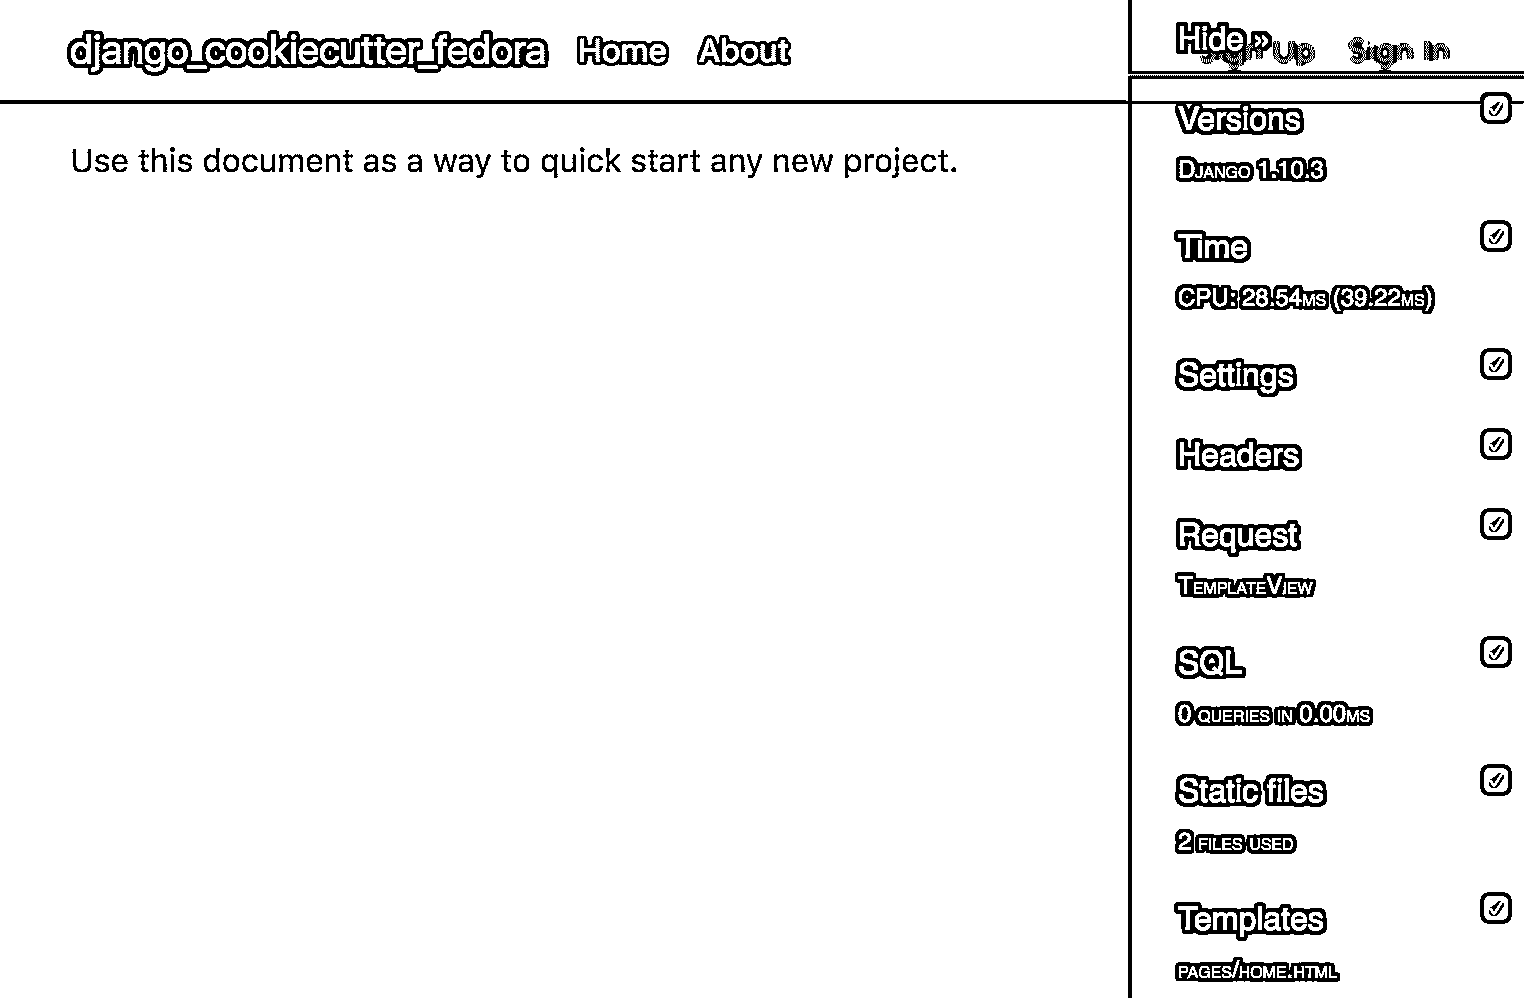 django_cookiecutter_fedora Home About Sign Up Sign In
Hide »
Use this document as a way to quick start any new project.
Versions
Django 1.10.3
Time
CPU: 28.54ms (39.22ms)
Settings
Headers
Request
TemplateView
SQL
0 queries in 0.00ms
Static files
2 files used
Templates
pages/home.html